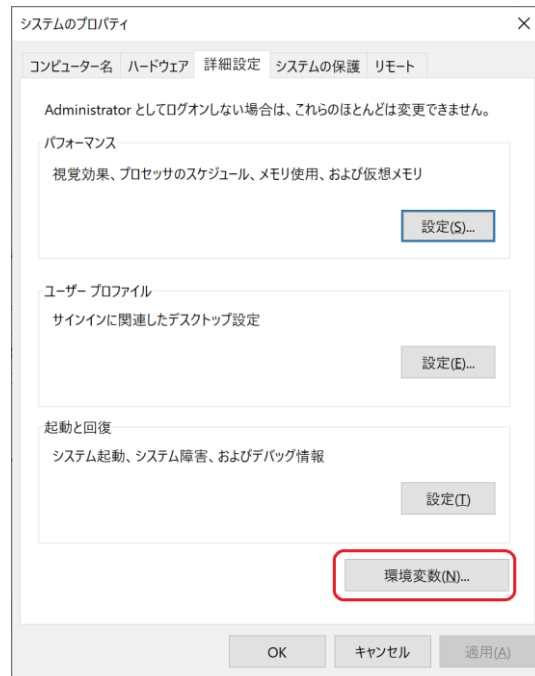 システムのプロパティ
コンピューター名 ハードウェア 詳細設定 システムの保護 リモート
Administrator としてログオンしない場合は、これらのほとんどは変更できません。
パフォーマンス
視覚効果、プロセッサのスケジュール、メモリ使用、および仮想メモリ
設定(S)...
ユーザー プロファイル
サインインに関連したデスクトップ設定
設定(E)...
起動と回復
システム起動、システム障害、およびデバッグ情報
設定(T)
環境変数(N)...
OK キャンセル 適用(A)